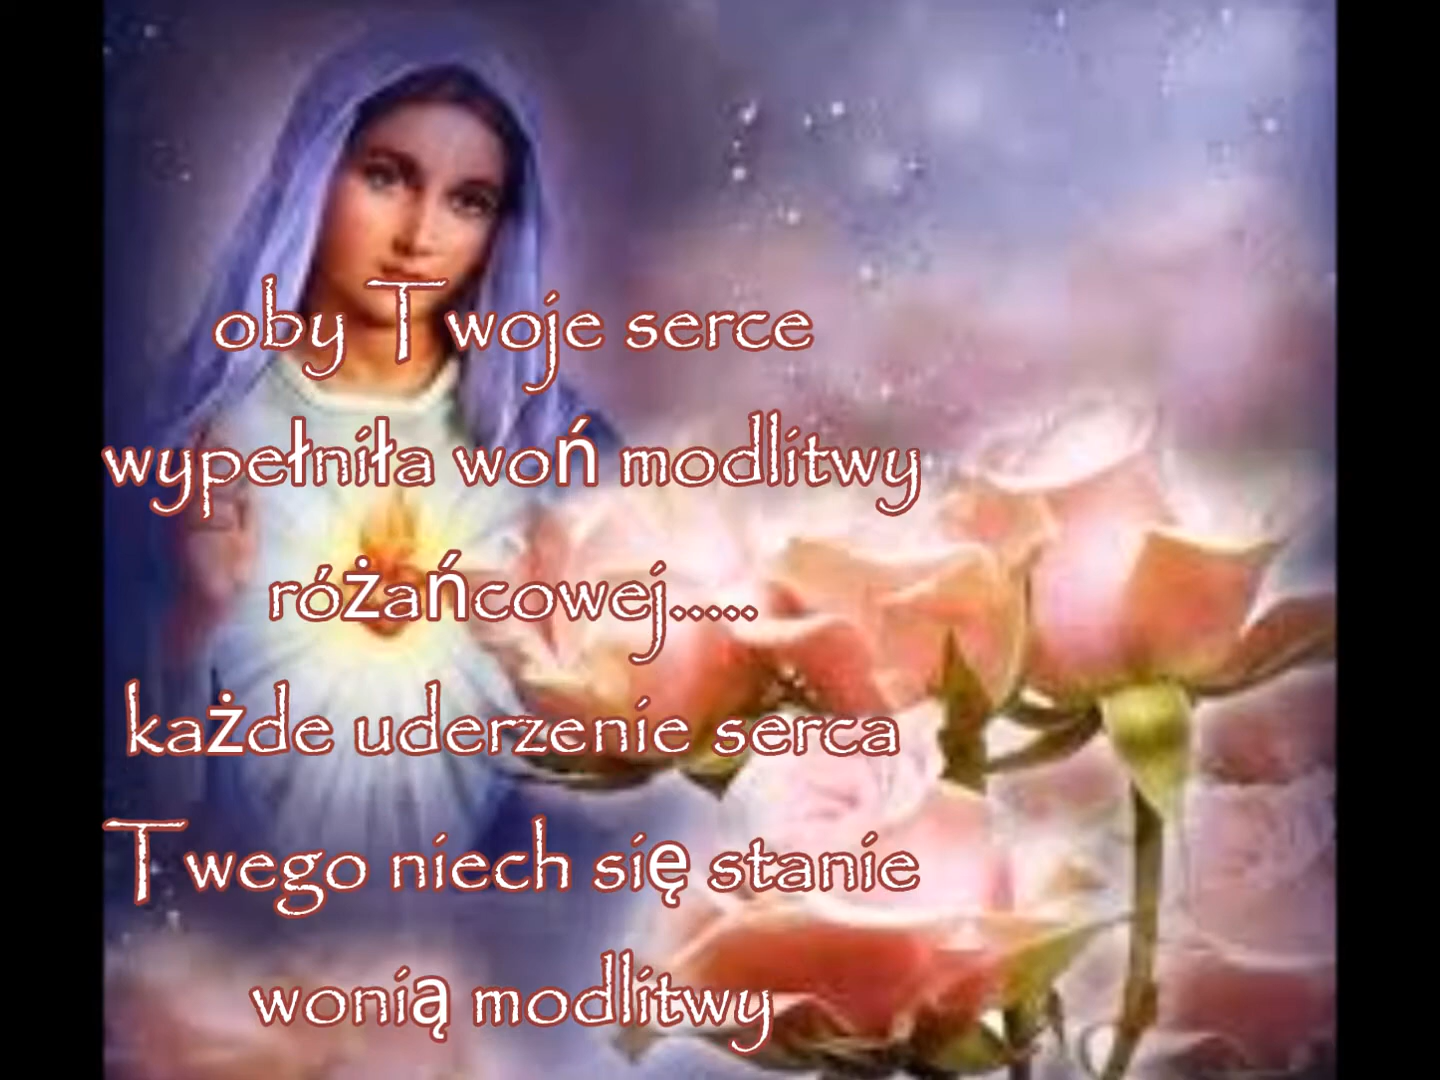 oby Twoje serce
wypełniła woń modlitwy
różańcowej.....
każde uderzenie serca
Twego niech się stanie
wonią modlitwy